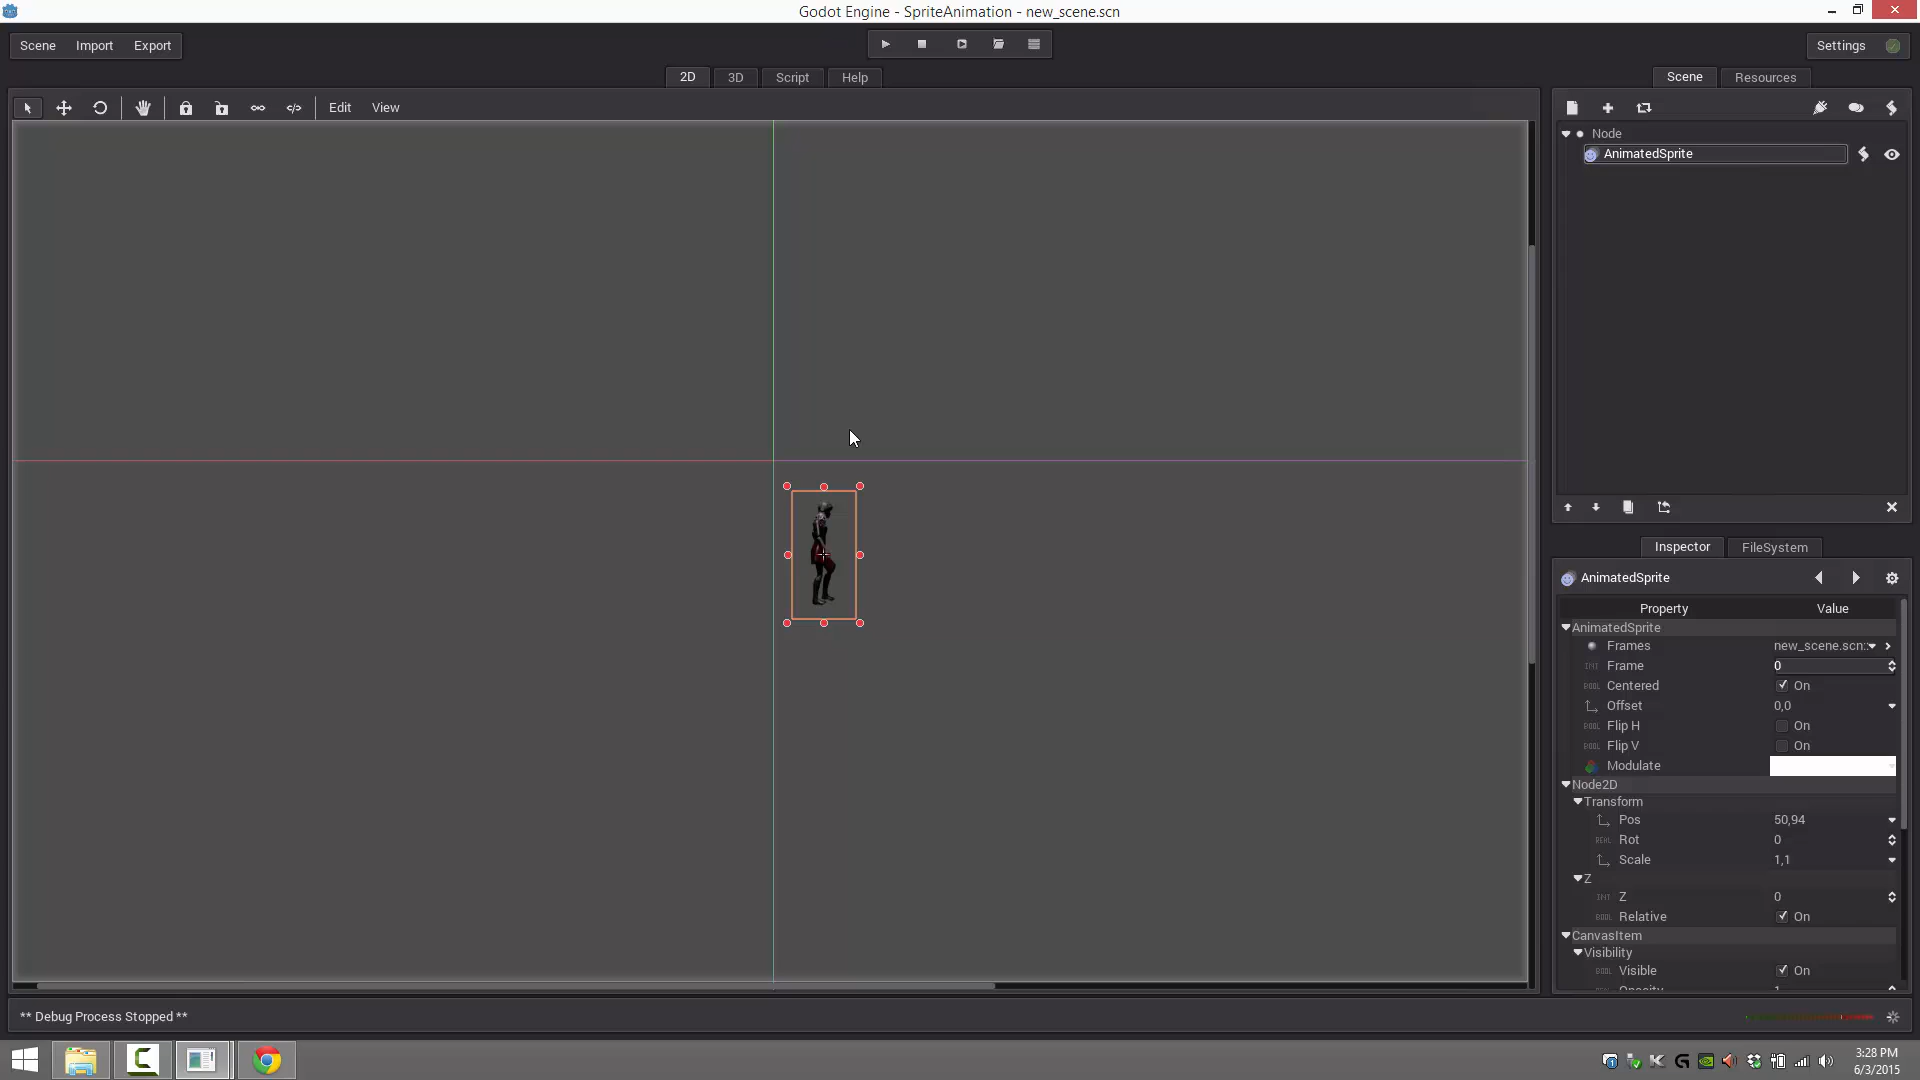 Godot Engine - SpriteAnimation - new_scene.scn
Scene Import Export
Settings
2D 3D Script Help
Scene Resources
Edit View
Node
AnimatedSprite
Inspector FileSystem
AnimatedSprite
Property Value
AnimatedSprite
Frames new_scene.scn::
Frame 0
Centered On
Offset 0,0
Flip H On
Flip V On
Modulate
Node2D
Transform
Pos 50,94
Rot 0
Scale 1,1
Z
Z 0
Relative On
CanvasItem
Visibility
Visible On
Opacity 1
** Debug Process Stopped **
3:28 PM
6/3/2015